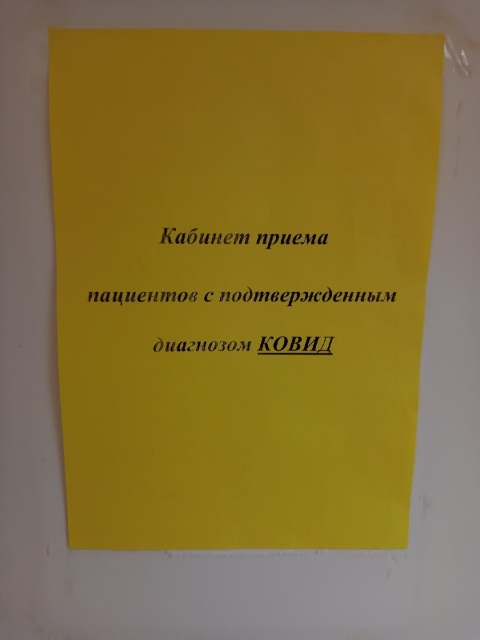 Кабинет приема
пациентов с подтвержденным
диагнозом КОВИД